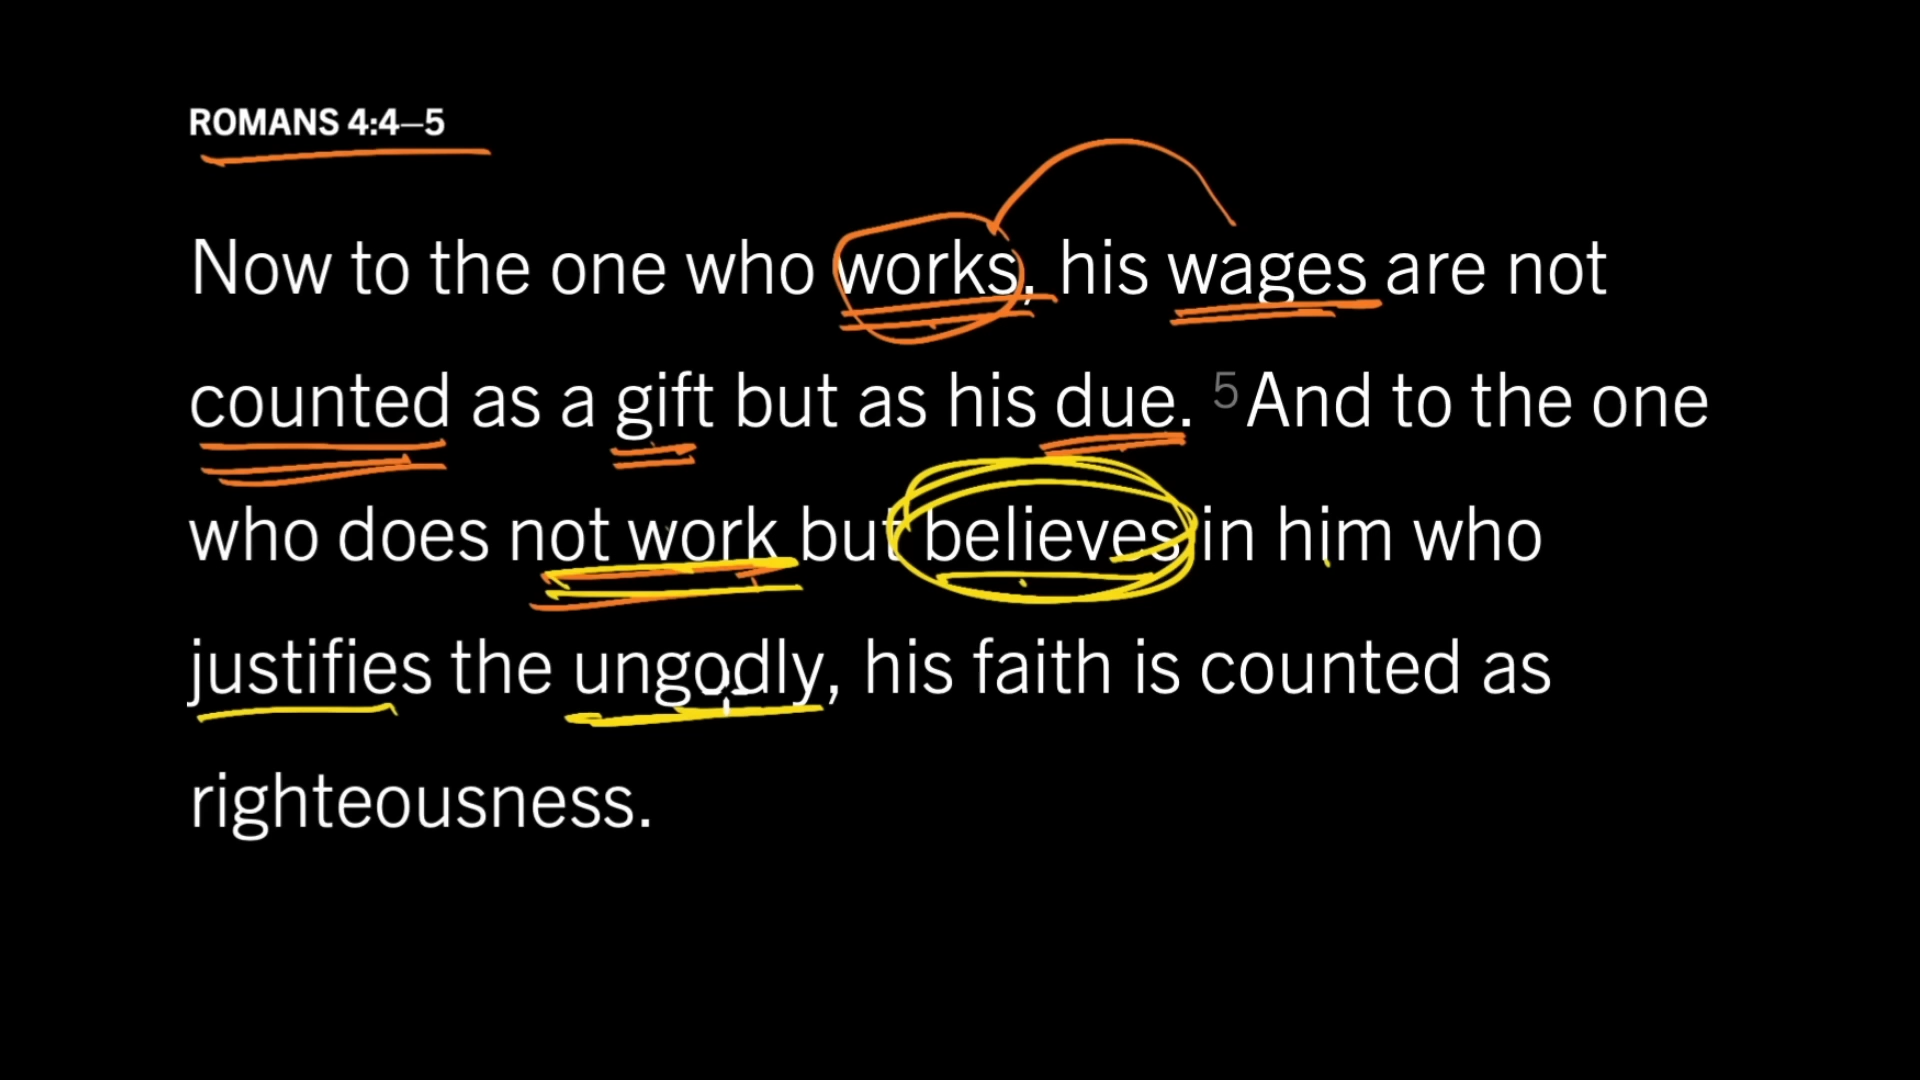 ROMANS 4:4–5
Now to the one who works, his wages are not
counted as a gift but as his due. 5 And to the one
who does not work but believes in him who
justifies the ungodly, his faith is counted as
righteousness.